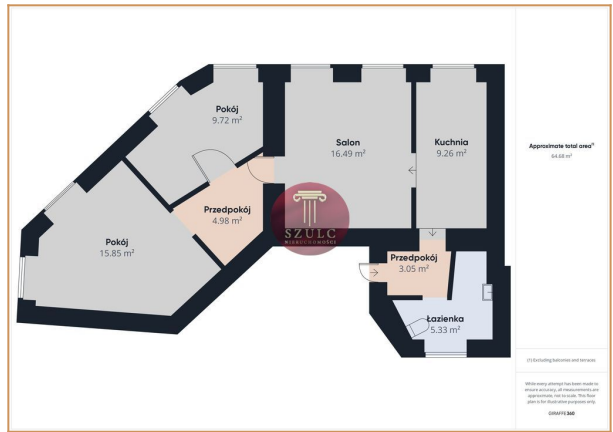 Pokój
9.72 m²
Salon
16.49 m²
Kuchnia
9.26 m²
Przedpokój
4.98 m²
Pokój
15.85 m²
SZULC
NIERUCHOMOŚCI
Przedpokój
3.05 m²
Łazienka
5.33 m²
Approximate total area⁽¹⁾
64.68 m²
(1) Excluding balconies and terraces
While every attempt has been made to
ensure accuracy, all measurements are
approximate, not to scale. This floor
plan is for illustrative purposes only.
GIRAFFE360